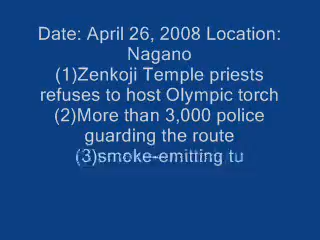 Date: April 26, 2008 Location:
Nagano
(1)Zenkoji Temple priests
refuses to host Olympic torch
(2)More than 3,000 police
guarding the route
(3)smoke-emitting tu